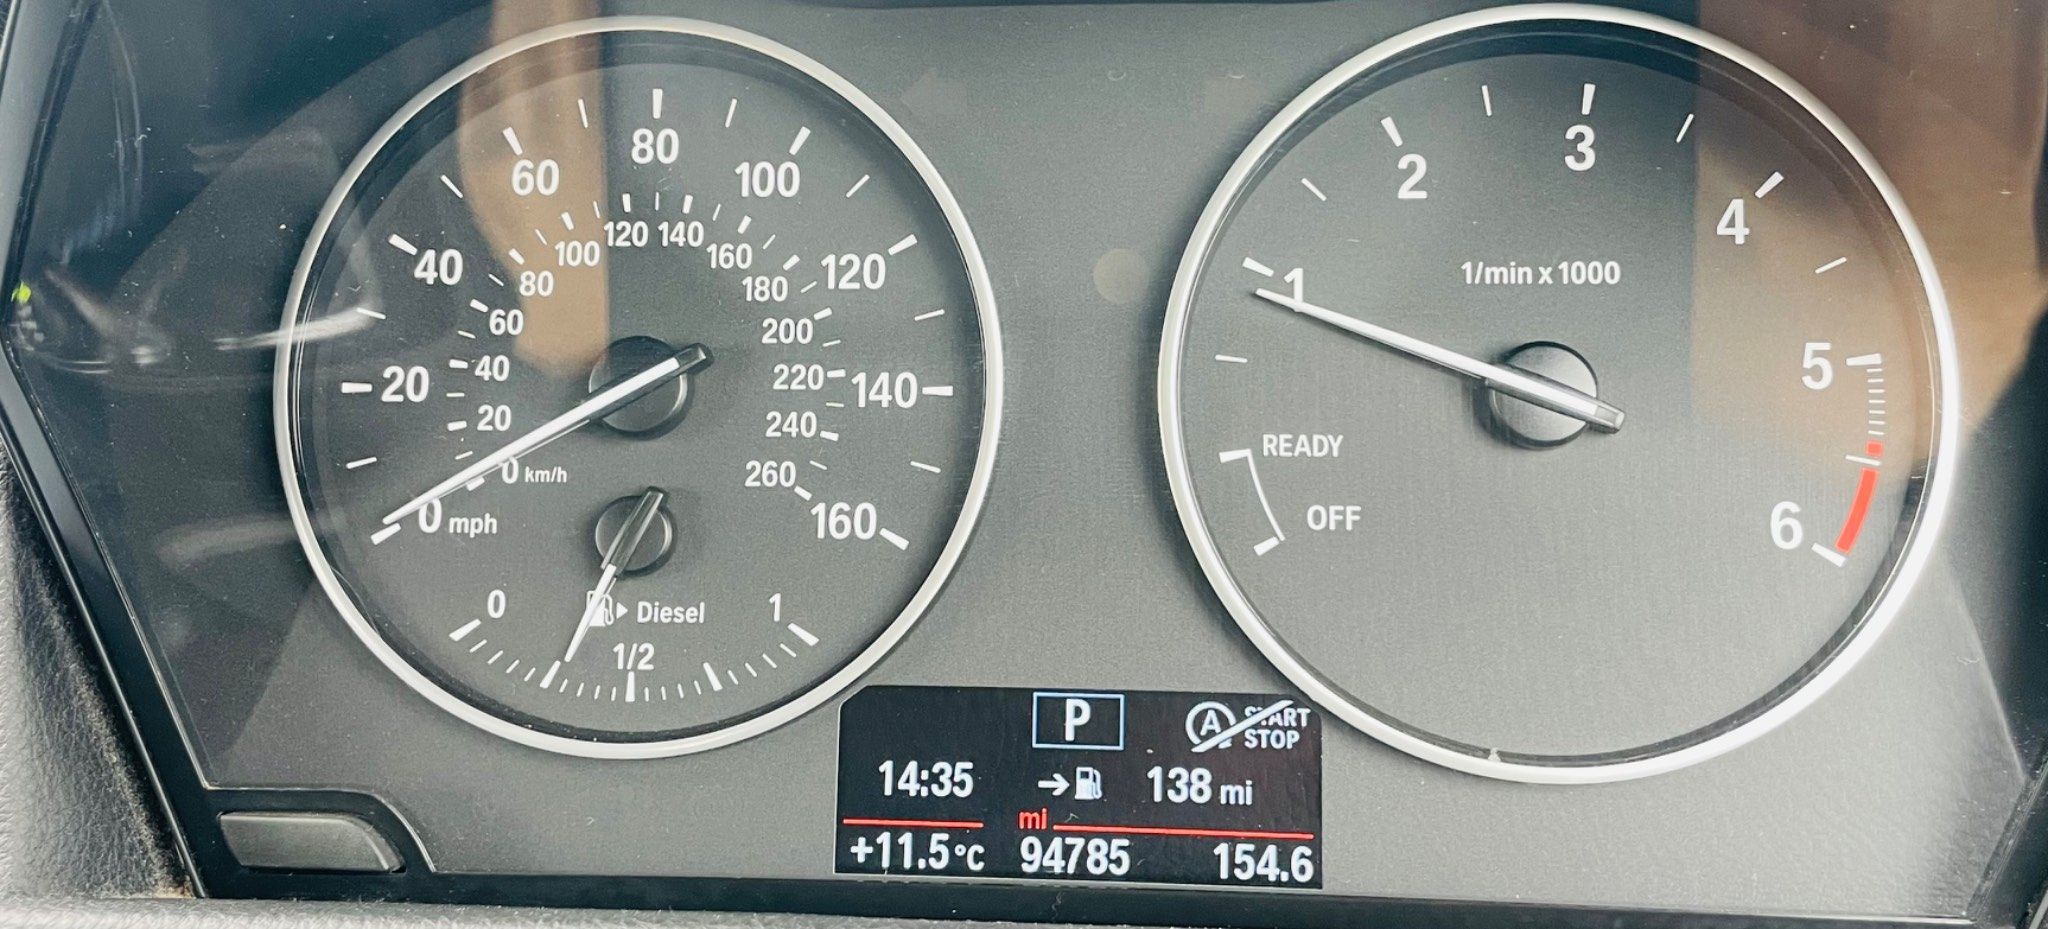 80
60
100
120 140
100
160
40
80
180
120
60
200
40
20
220
140
20
240
0 km/h
260
0 mph
160
0
Diesel
1
1/2
3
2
4
1/min x 1000
1
5
READY
OFF
6
P
A START STOP
14:35
138 mi
mi
+11.5°C 94785 154.6